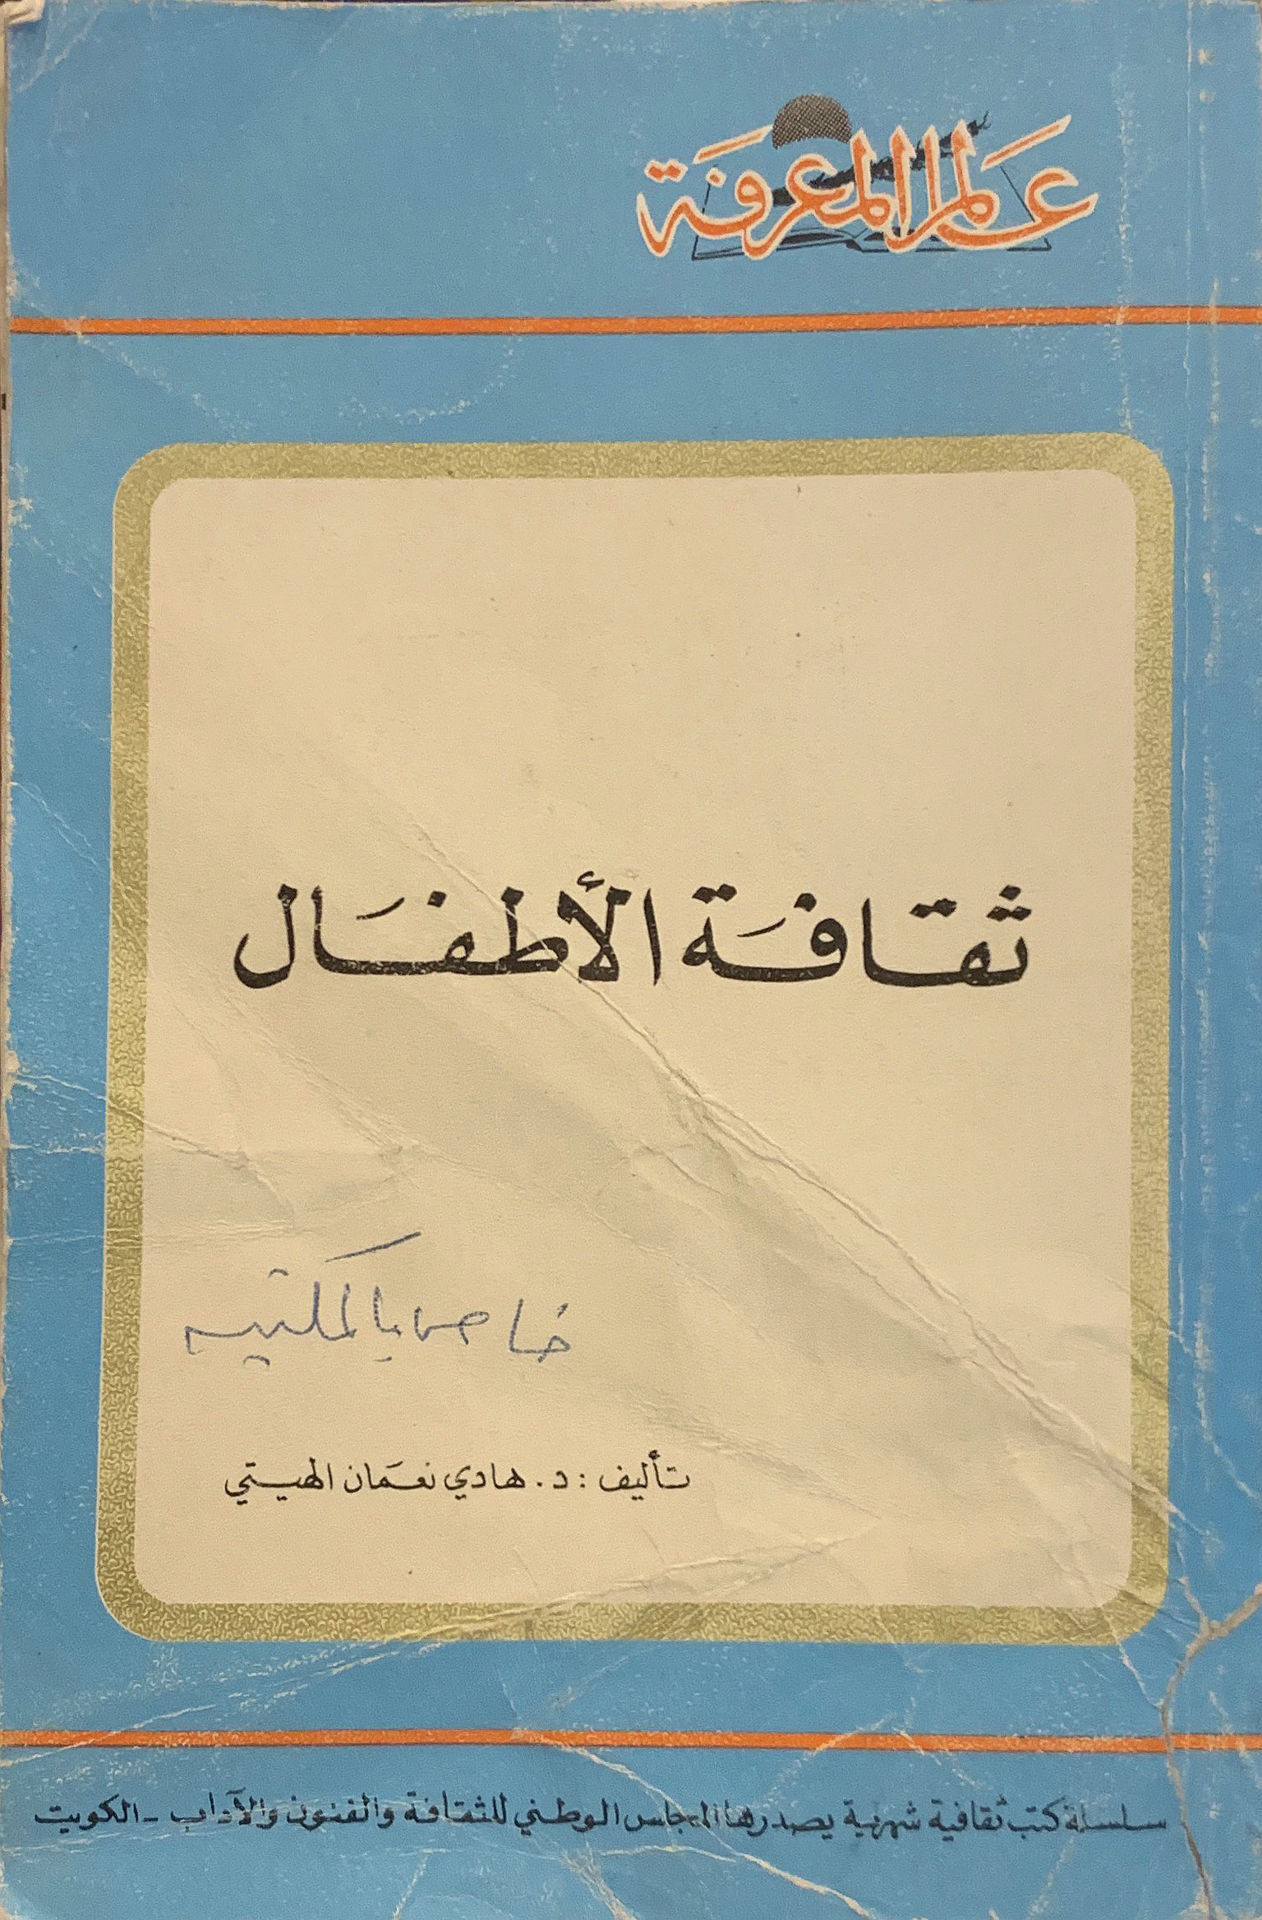 عالم المعرفة
ثقافة الأطفال
خاص بالمكتبه
تأليف: د. هادي نعمان الهيتي
سلسلة كتب ثقافية شهرية يصدرها المجلس الوطني للثقافة والفنون والآداب - الكويت